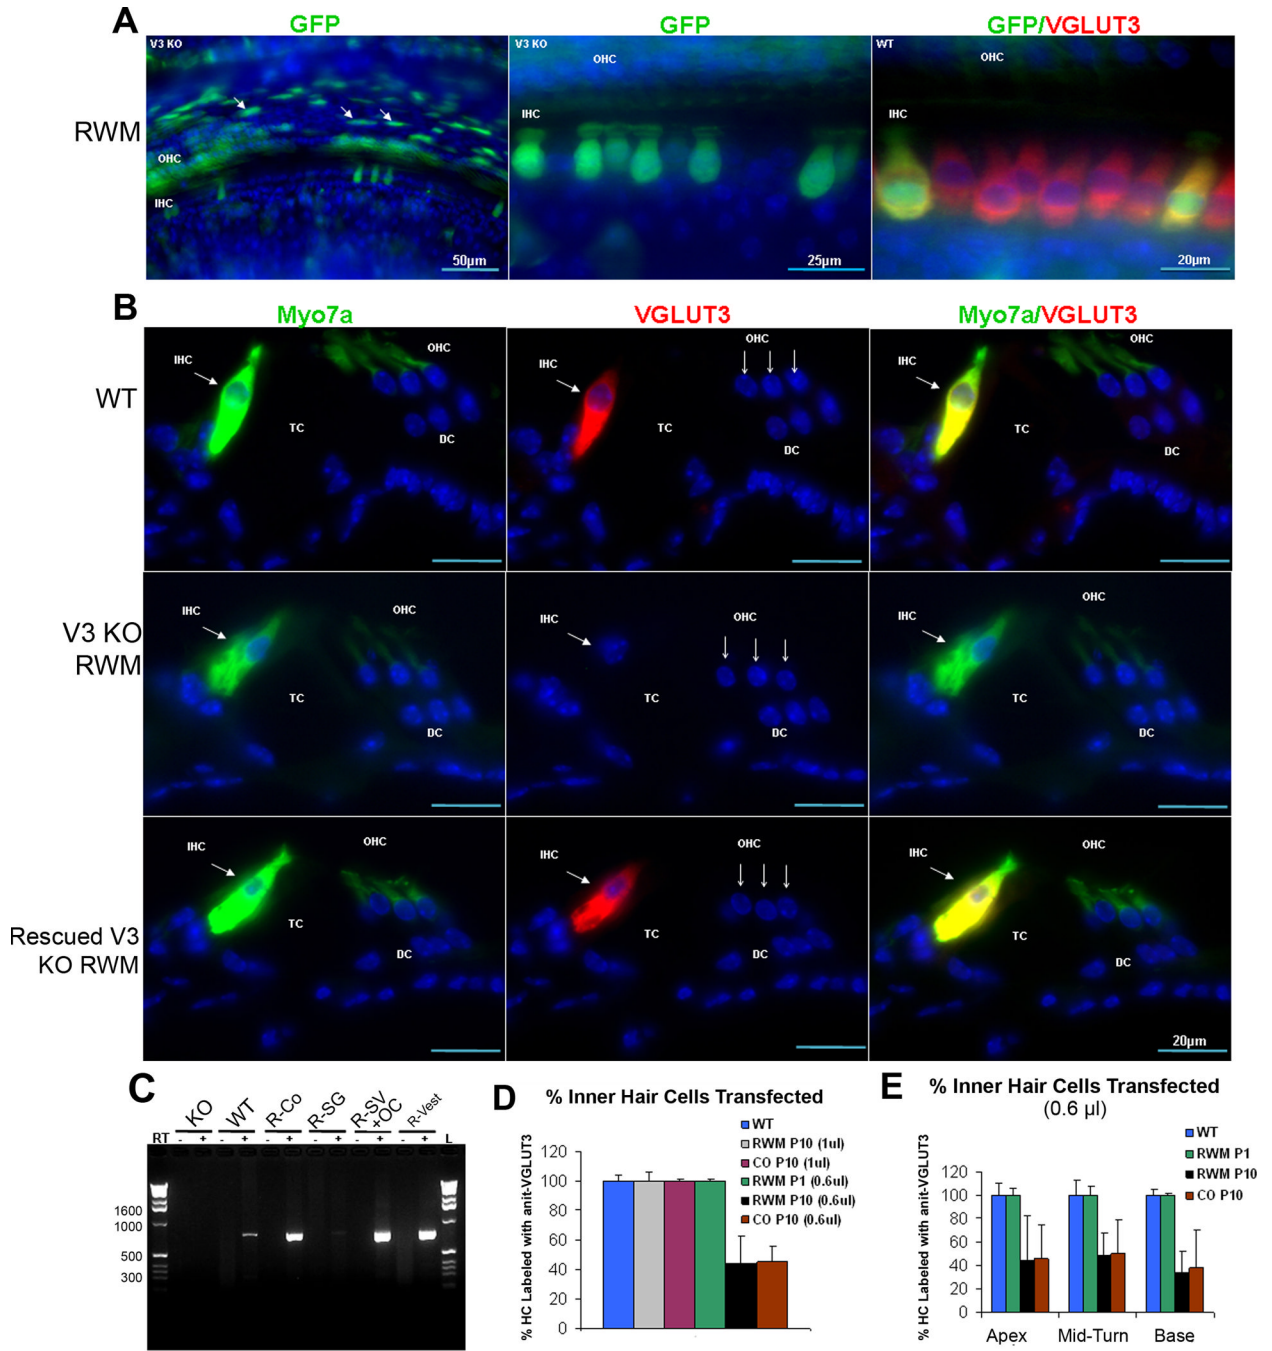 A
GFP
GFP
GFP/VGLUT3
RWM
V3 KO
OHC
IHC
50µm
V3 KO
OHC
IHC
25µm
WT
OHC
IHC
20µm
B
Myo7a
VGLUT3
Myo7a/VGLUT3
WT
IHC
OHC
TC
DC
IHC
OHC
TC
DC
IHC
OHC
TC
DC
V3 KO
RWM
IHC
OHC
TC
DC
IHC
OHC
TC
DC
IHC
OHC
TC
DC
Rescued V3
KO RWM
IHC
OHC
TC
DC
IHC
OHC
TC
DC
IHC
OHC
TC
DC
20µm
C
KO
WT
R-Co
R-SG
R-SV
+OC
R-Vest
RT - + - + - + - + - + - + L
1600
1000
500
300
D
% Inner Hair Cells Transfected
WT
RWM P10 (1ul)
CO P10 (1ul)
RWM P1 (0.6ul)
RWM P10 (0.6ul)
CO P10 (0.6ul)
% HC Labeled with anit-VGLUT3
120
100
80
60
40
20
0
E
% Inner Hair Cells Transfected
(0.6 µl)
WT
RWM P1
RWM P10
CO P10
% HC Labeled with anit-VGLUT3
120
100
80
60
40
20
0
Apex
Mid-Turn
Base